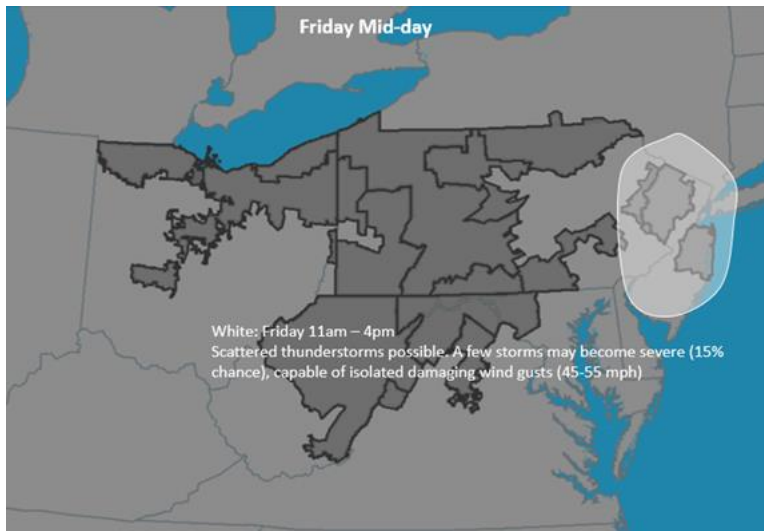 Friday Mid-day
White: Friday 11am – 4pm
Scattered thunderstorms possible. A few storms may become severe (15%
chance), capable of isolated damaging wind gusts (45-55 mph)